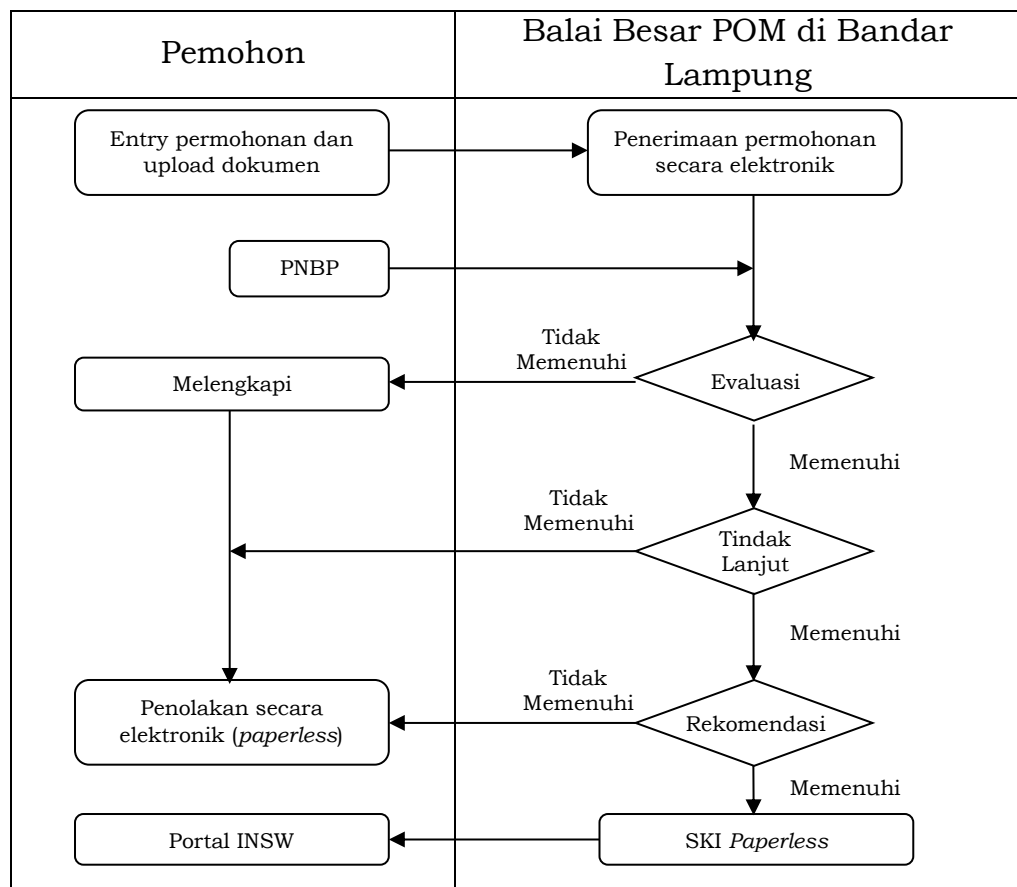 Pemohon
Balai Besar POM di Bandar
Lampung
Entry permohonan dan
upload dokumen
Penerimaan permohonan
secara elektronik
PNBP
Tidak
Memenuhi
Melengkapi
Evaluasi
Memenuhi
Tidak
Memenuhi
Tindak
Lanjut
Memenuhi
Tidak
Memenuhi
Penolakan secara
elektronik (paperless)
Rekomendasi
Memenuhi
Portal INSW
SKI Paperless